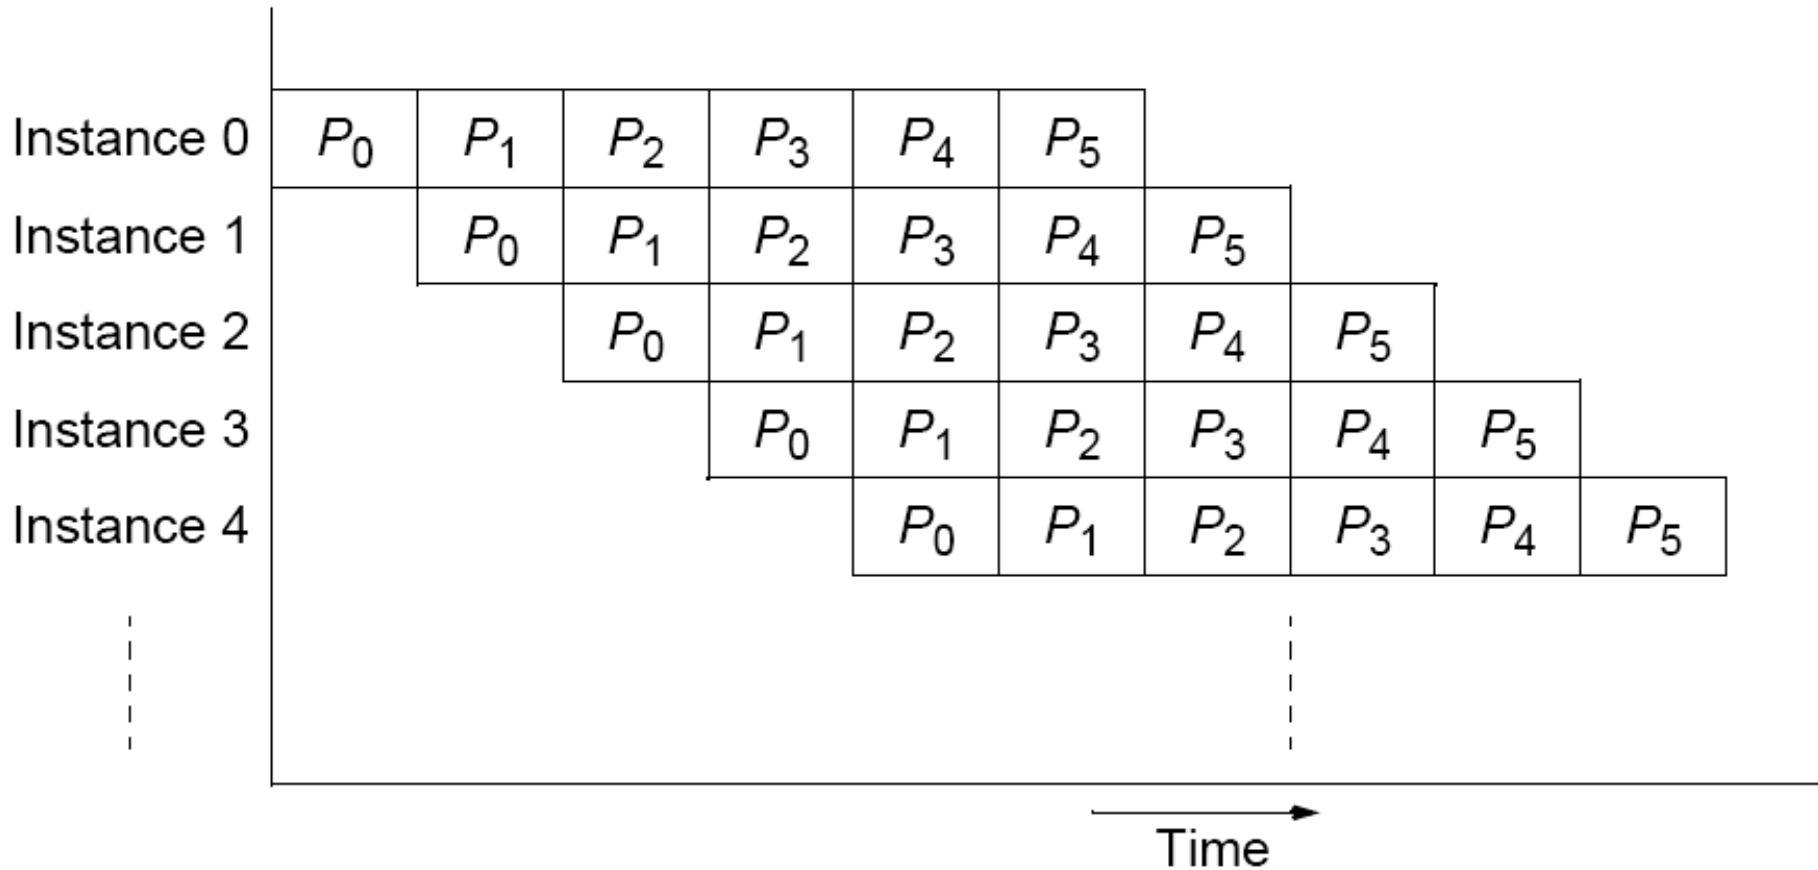 Instance 0 P0 P1 P2 P3 P4 P5
Instance 1 P0 P1 P2 P3 P4 P5
Instance 2 P0 P1 P2 P3 P4 P5
Instance 3 P0 P1 P2 P3 P4 P5
Instance 4 P0 P1 P2 P3 P4 P5
Time